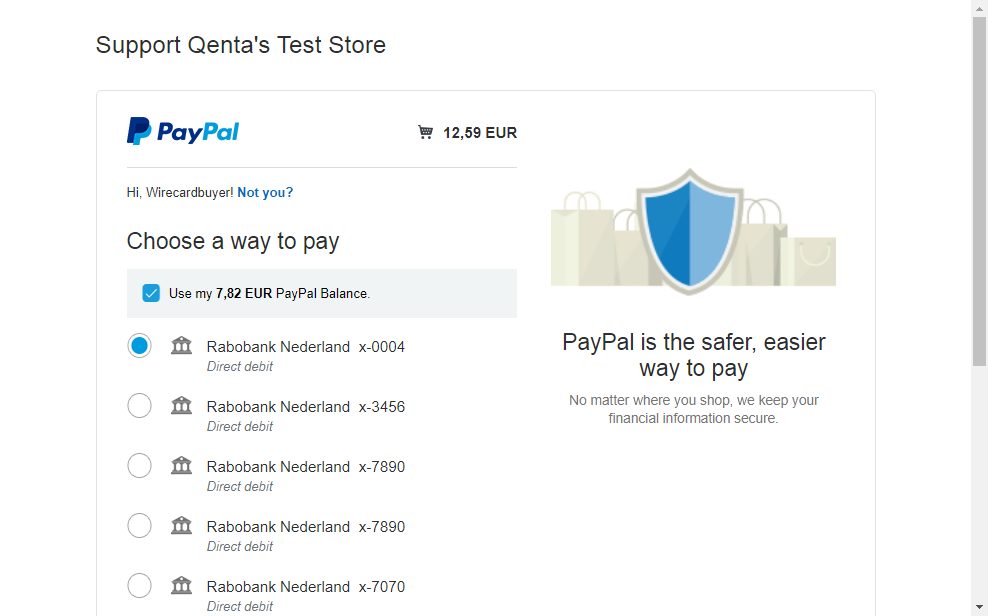 Support Qenta's Test Store
PayPal
12,59 EUR
Hi, Wirecardbuyer! Not you?
Choose a way to pay
Use my 7,82 EUR PayPal Balance.
Rabobank Nederland x-0004
Direct debit
Rabobank Nederland x-3456
Direct debit
Rabobank Nederland x-7890
Direct debit
Rabobank Nederland x-7890
Direct debit
Rabobank Nederland x-7070
Direct debit
PayPal is the safer, easier
way to pay
No matter where you shop, we keep your
financial information secure.